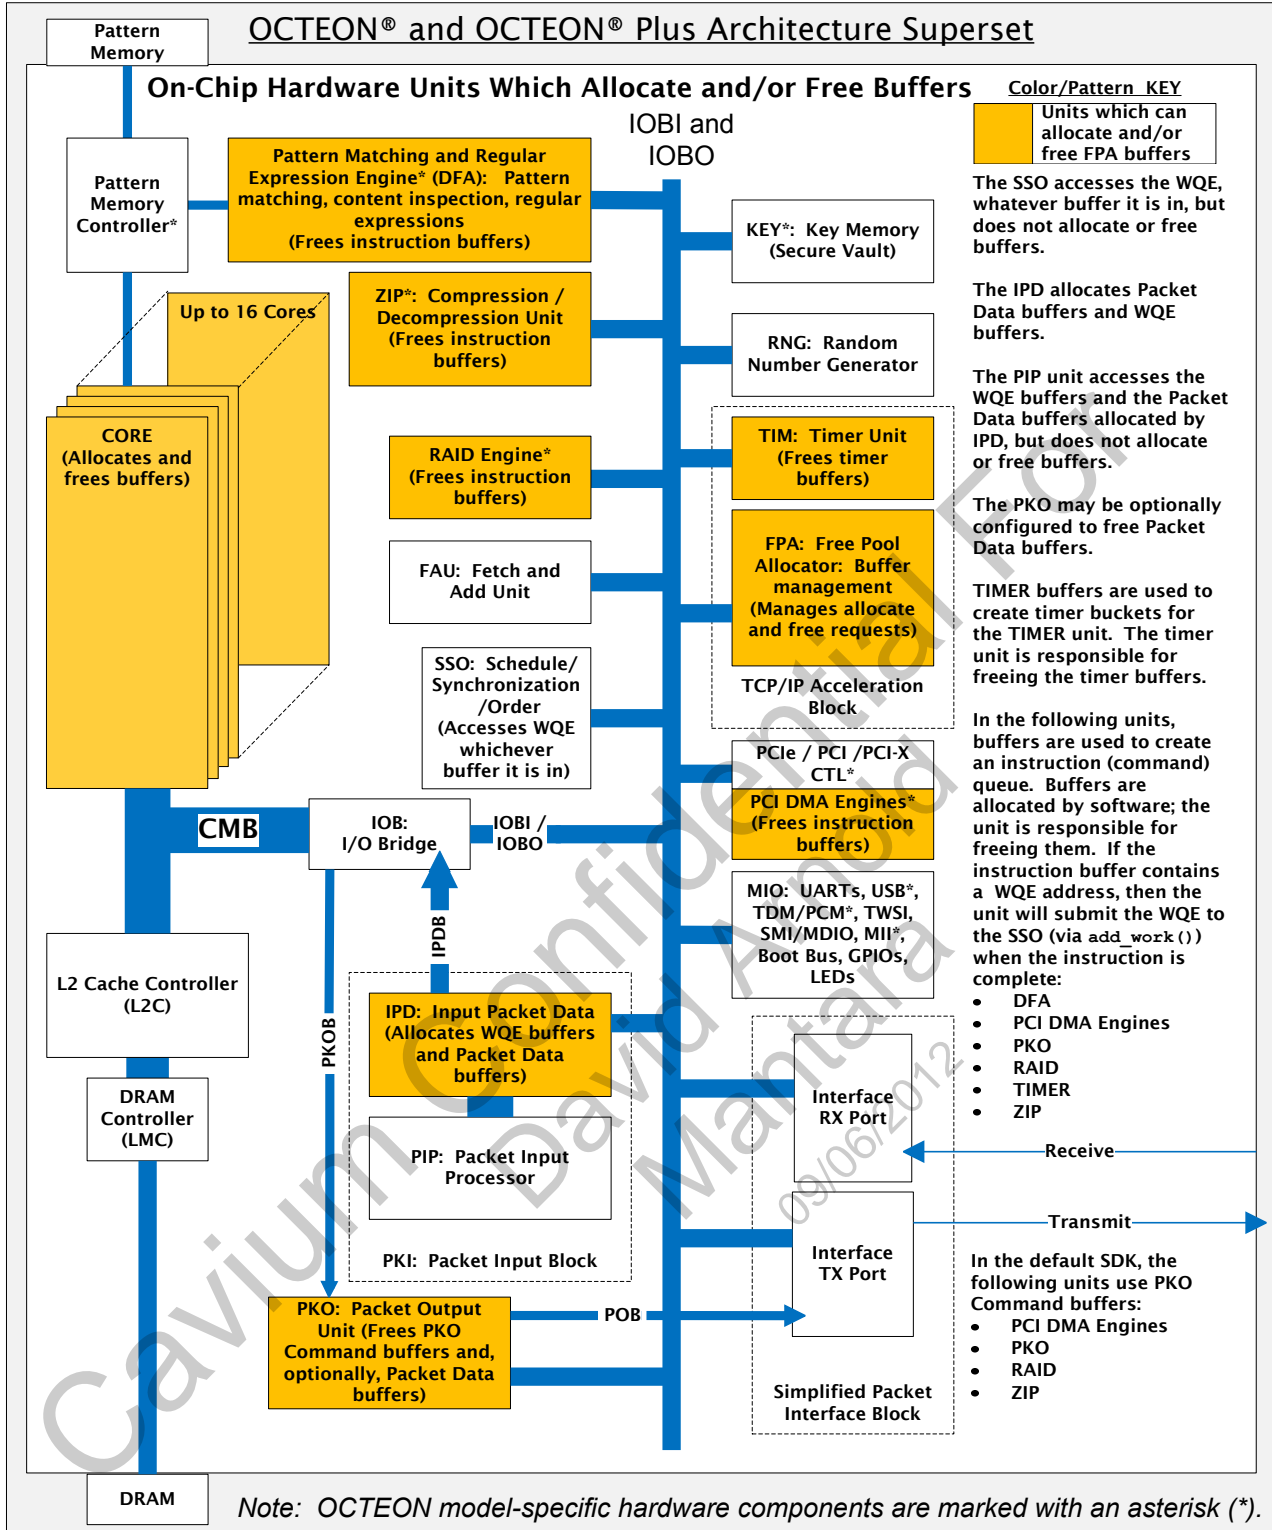 OCTEON® and OCTEON® Plus Architecture Superset
Pattern
Memory
On-Chip Hardware Units Which Allocate and/or Free Buffers
Color/Pattern KEY
Units which can
allocate and/or
free FPA buffers
IOBI and
IOBO
Pattern
Memory
Controller*
Pattern Matching and Regular
Expression Engine* (DFA): Pattern
matching, content inspection, regular
expressions
(Frees instruction buffers)
KEY*: Key Memory
(Secure Vault)
The SSO accesses the WQE,
whatever buffer it is in, but
does not allocate or free
buffers.
ZIP*: Compression /
Decompression Unit
(Frees instruction
buffers)
Up to 16 Cores
RNG: Random
Number Generator
The IPD allocates Packet
Data buffers and WQE
buffers.
The PIP unit accesses the
WQE buffers and the Packet
Data buffers allocated by
IPD, but does not allocate
or free buffers.
CORE
(Allocates and
frees buffers)
RAID Engine*
(Frees instruction
buffers)
TIM: Timer Unit
(Frees timer
buffers)
The PKO may be optionally
configured to free Packet
Data buffers.
FAU: Fetch and
Add Unit
FPA: Free Pool
Allocator: Buffer
management
(Manages allocate
and free requests)
TCP/IP Acceleration
Block
TIMER buffers are used to
create timer buckets for
the TIMER unit. The timer
unit is responsible for
freeing the timer buffers.
SSO: Schedule/
Synchronization
/Order
(Accesses WQE
whichever
buffer it is in)
PCIe / PCI /PCI-X
CTL*
PCI DMA Engines*
(Frees instruction
buffers)
In the following units,
buffers are used to create
an instruction (command)
queue. Buffers are
allocated by software; the
unit is responsible for
freeing them. If the
instruction buffer contains
a WQE address, then the
unit will submit the WQE to
the SSO (via add_work())
when the instruction is
complete:
• DFA
• PCI DMA Engines
• PKO
• RAID
• TIMER
• ZIP
CMB
IOB:
I/O Bridge
IOBI /
IOBO
MIO: UARTs, USB*,
TDM/PCM*, TWSI,
SMI/MDIO, MII*,
Boot Bus, GPIOs,
LEDs
IPDB
PKOB
L2 Cache Controller
(L2C)
IPD: Input Packet Data
(Allocates WQE buffers
and Packet Data
buffers)
DRAM
Controller
(LMC)
PIP: Packet Input
Processor
PKI: Packet Input Block
Interface
RX Port
Receive
Transmit
Interface
TX Port
In the default SDK, the
following units use PKO
Command buffers:
• PCI DMA Engines
• PKO
• RAID
• ZIP
PKO: Packet Output
Unit (Frees PKO
Command buffers and,
optionally, Packet Data
buffers)
POB
Simplified Packet
Interface Block
DRAM
Note: OCTEON model-specific hardware components are marked with an asterisk (*).
Cavium Confidential For
David Arnold
Mantara
09/06/2012